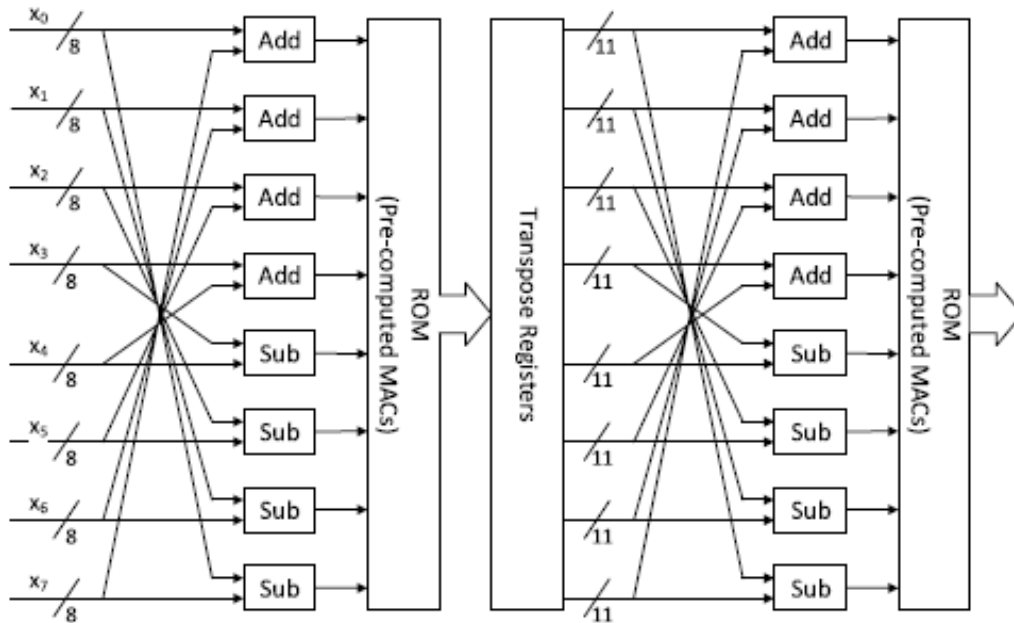 x0 8 Add 11 Add
x1 8 Add 11 Add
x2 8 Add 11 Add
x3 8 Add 11 Add
x4 8 Sub 11 Sub
x5 8 Sub 11 Sub
x6 8 Sub 11 Sub
x7 8 Sub 11 Sub
ROM
(Pre-computed MACs)
Transpose Registers
ROM
(Pre-computed MACs)